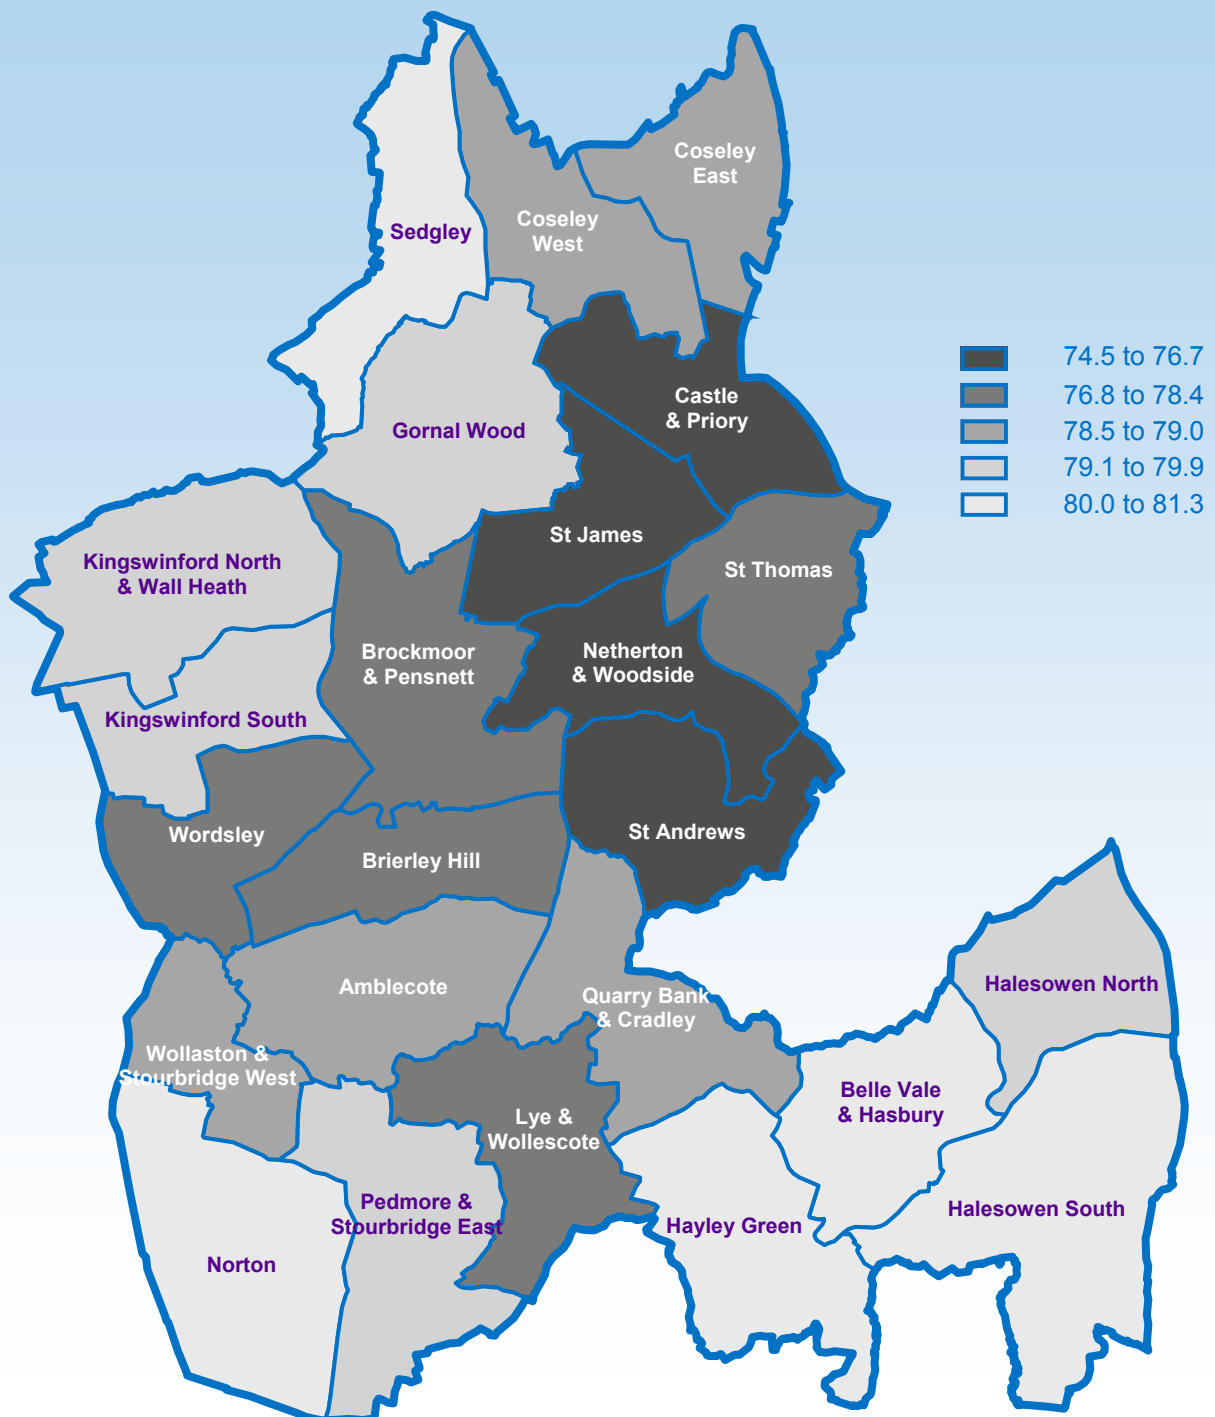 Coseley
East
Coseley
West
Sedgley
74.5 to 76.7
76.8 to 78.4
78.5 to 79.0
79.1 to 79.9
80.0 to 81.3
Castle
& Priory
Gornal Wood
St James
Kingswinford North
& Wall Heath
St Thomas
Brockmoor
& Pensnett
Netherton
& Woodside
Kingswinford South
Wordsley
St Andrews
Brierley Hill
Amblecote
Quarry Bank
& Cradley
Halesowen North
Wollaston &
Stourbridge West
Belle Vale
& Hasbury
Lye &
Wollescote
Pedmore &
Stourbridge East
Hayley Green
Halesowen South
Norton